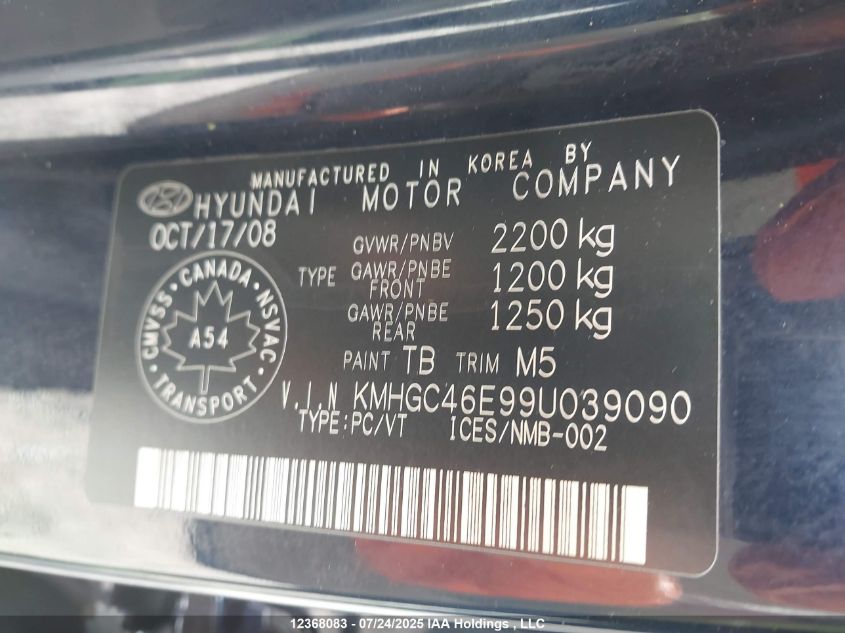 MANUFACTURED IN KOREA BY
HYUNDAI MOTOR COMPANY
OCT/17/08
GVWR/PNBV 2200 kg
TYPE GAWR/PNBE FRONT 1200 kg
GAWR/PNBE REAR 1250 kg
CMVSS · CANADA · NSVAC · TRANSPORT ·
A54
PAINT TB TRIM M5
V.I.N KMHGC46E99U039090
TYPE:PC/VT ICES/NMB-002
12368083 - 07/24/2025 IAA Holdings , LLC